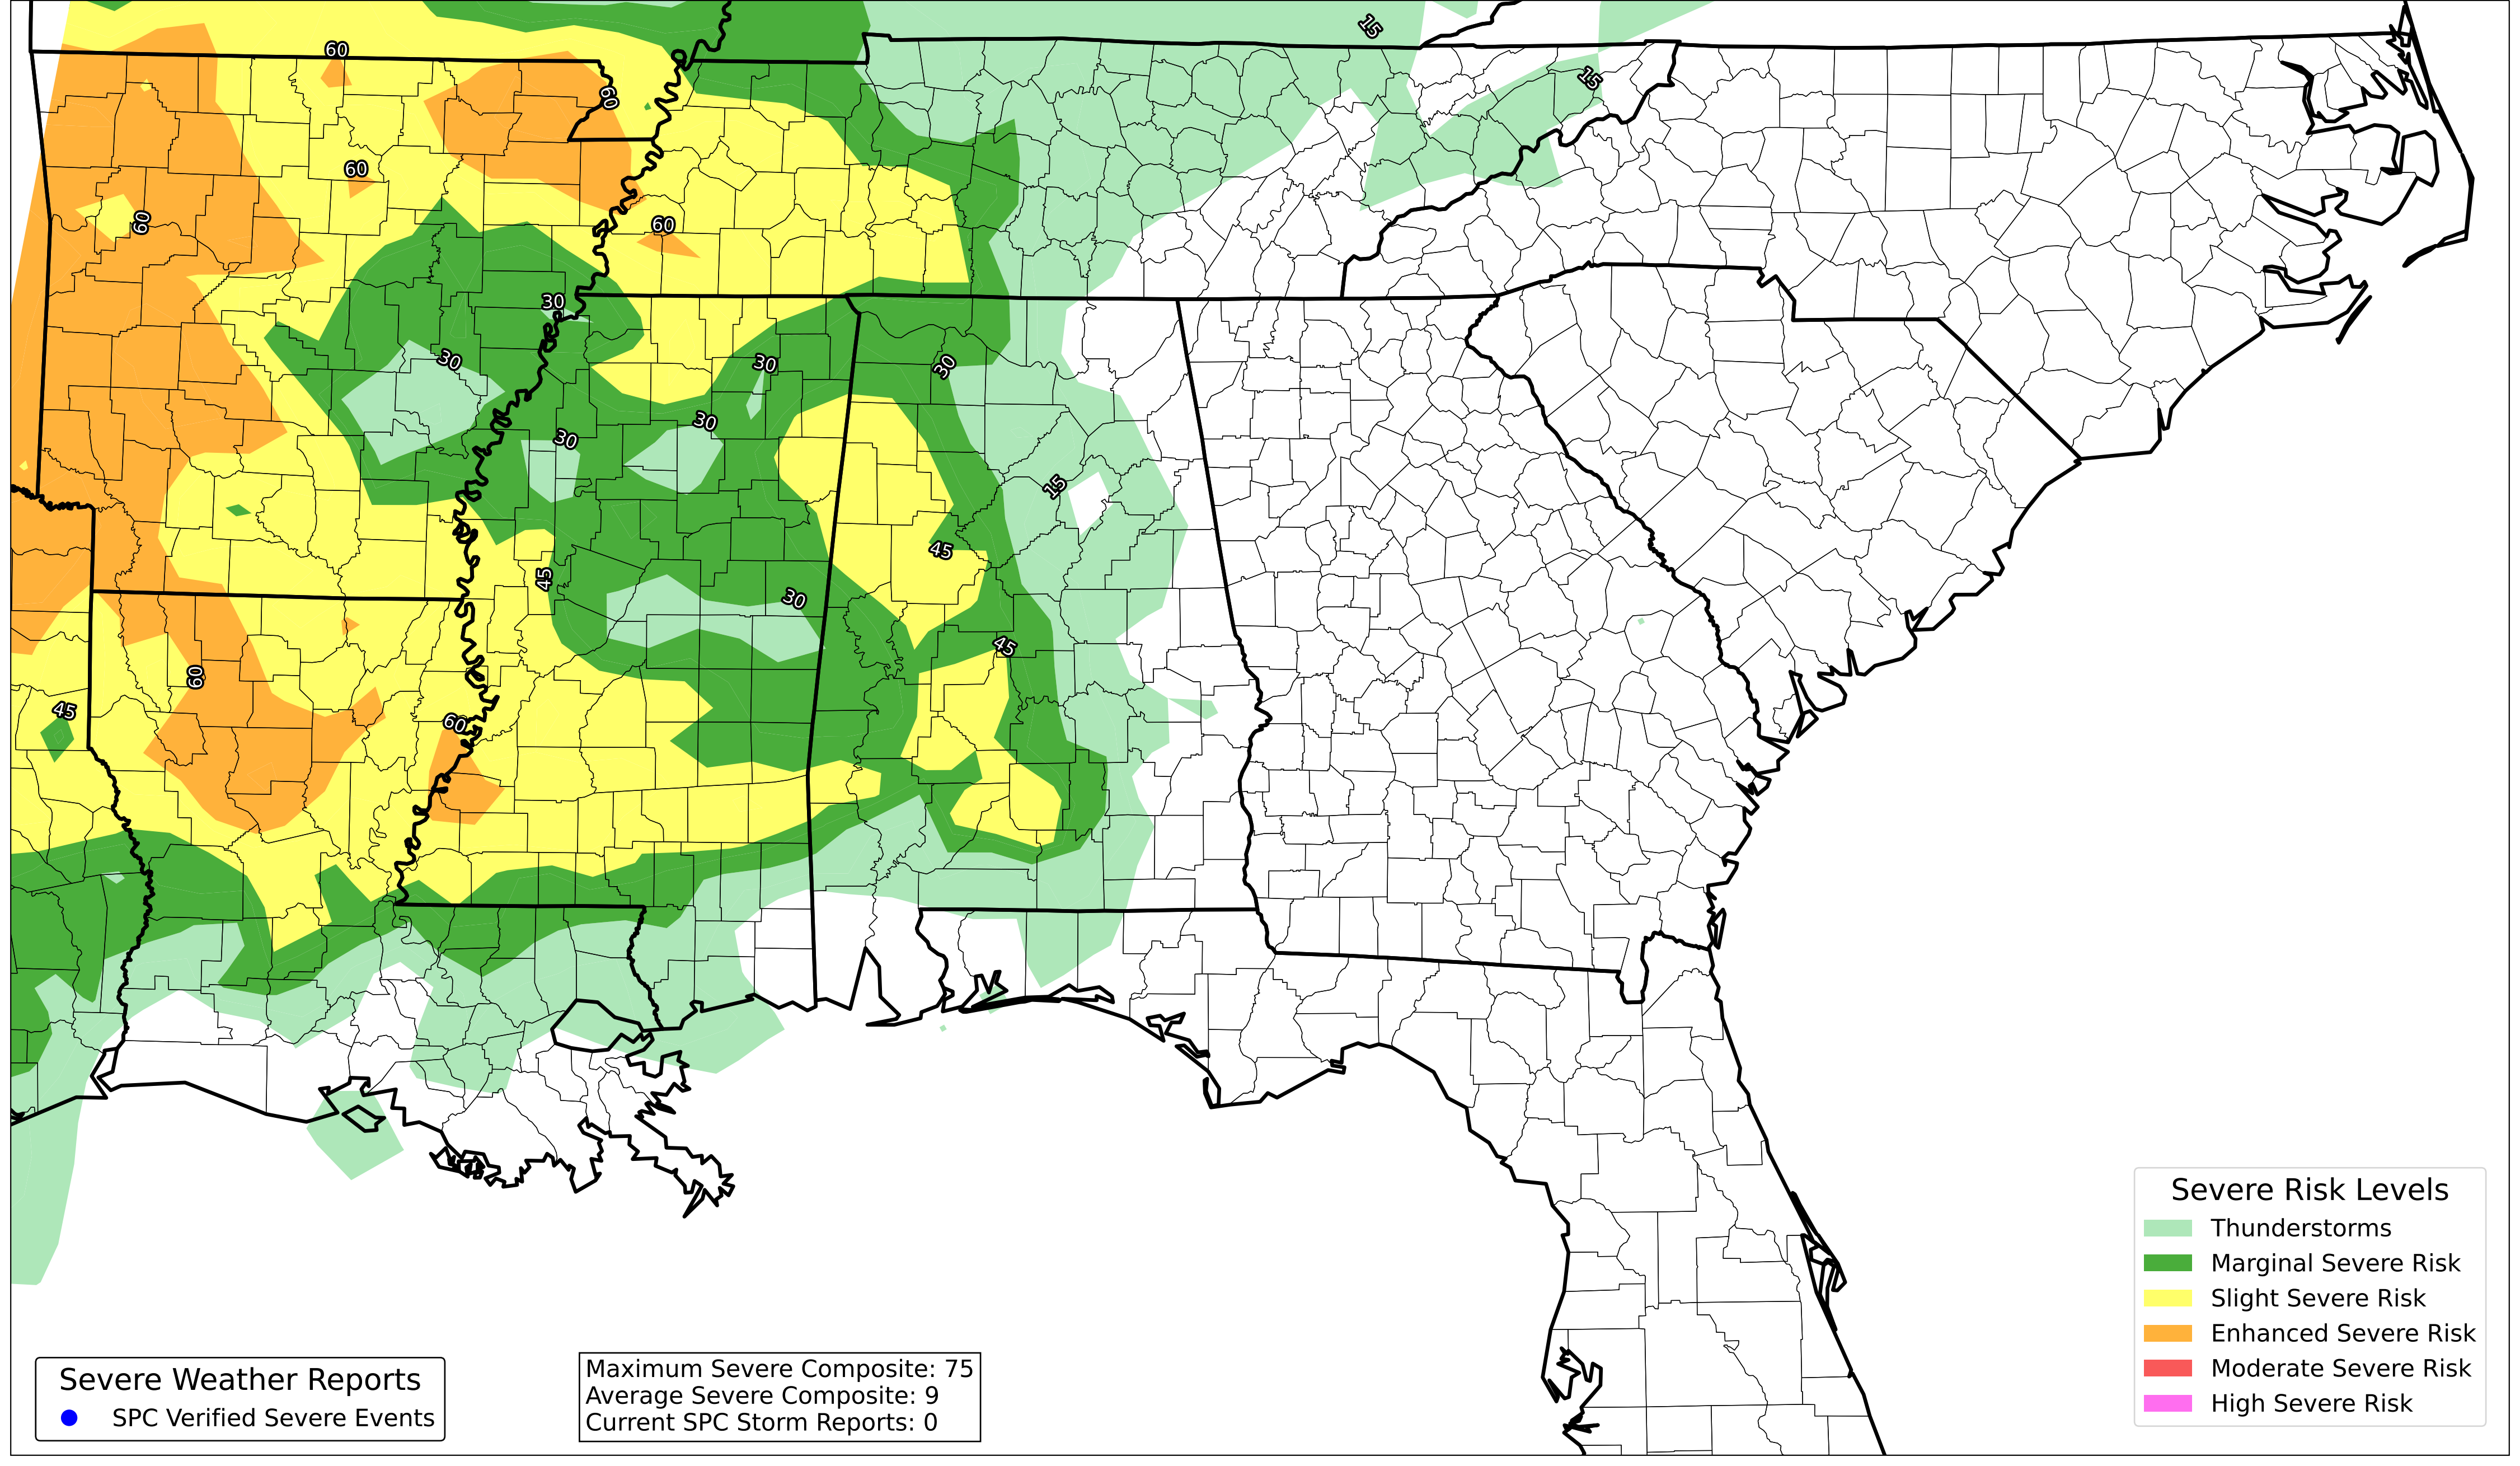 15
60
15
60
60
60
60
30
30
30
30
30
30
15
45
45
30
45
60
45
60
Severe Risk Levels
Thunderstorms
Marginal Severe Risk
Slight Severe Risk
Enhanced Severe Risk
Moderate Severe Risk
High Severe Risk
Severe Weather Reports
SPC Verified Severe Events
Maximum Severe Composite: 75
Average Severe Composite: 9
Current SPC Storm Reports: 0